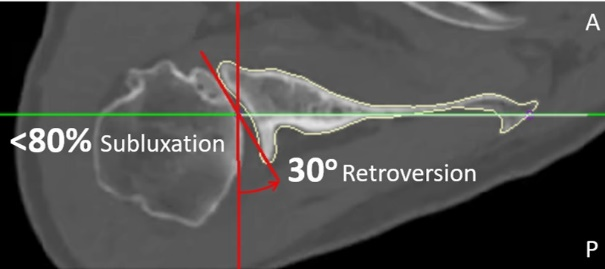 A
<80% Subluxation
30° Retroversion
P